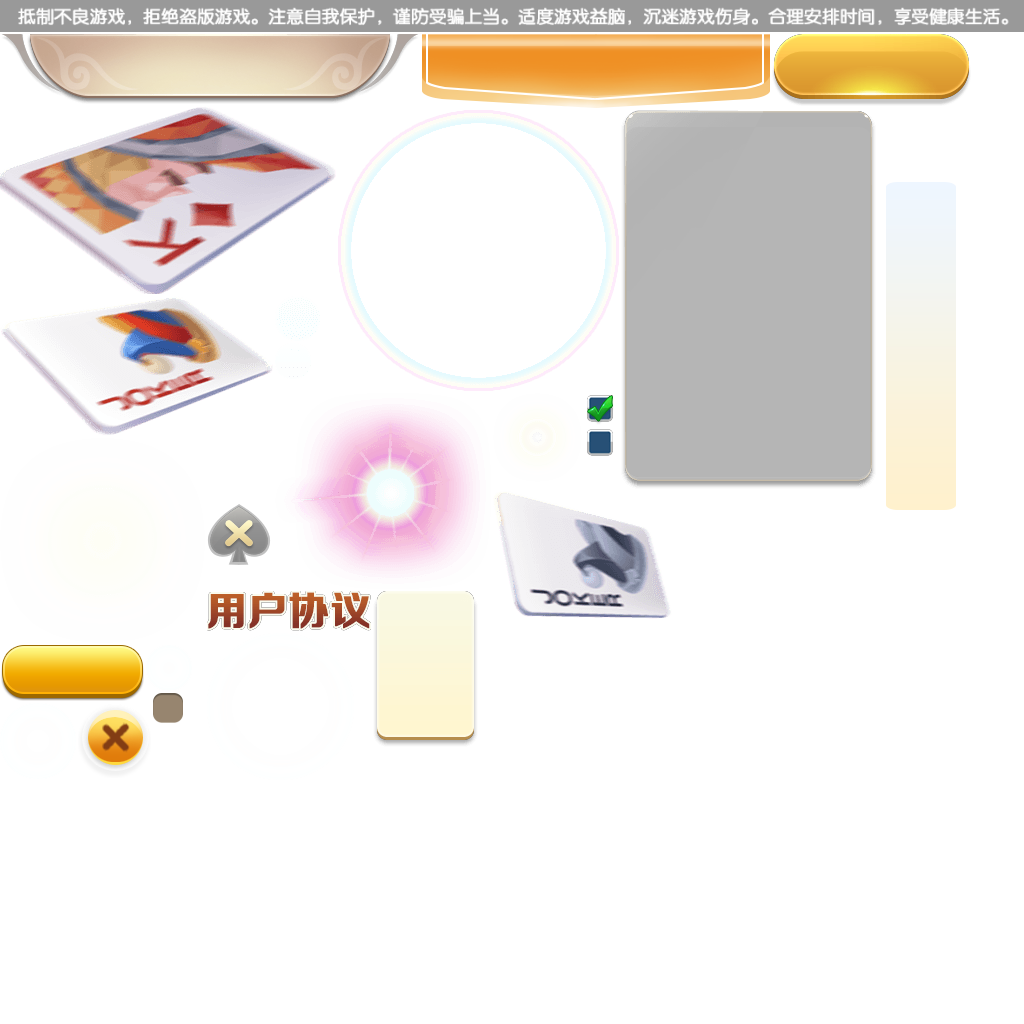 抵制不良游戏，拒绝盗版游戏。注意自我保护，谨防受骗上当。适度游戏益脑，沉迷游戏伤身。合理安排时间，享受健康生活。
K
JOKER
JOKER
用户协议